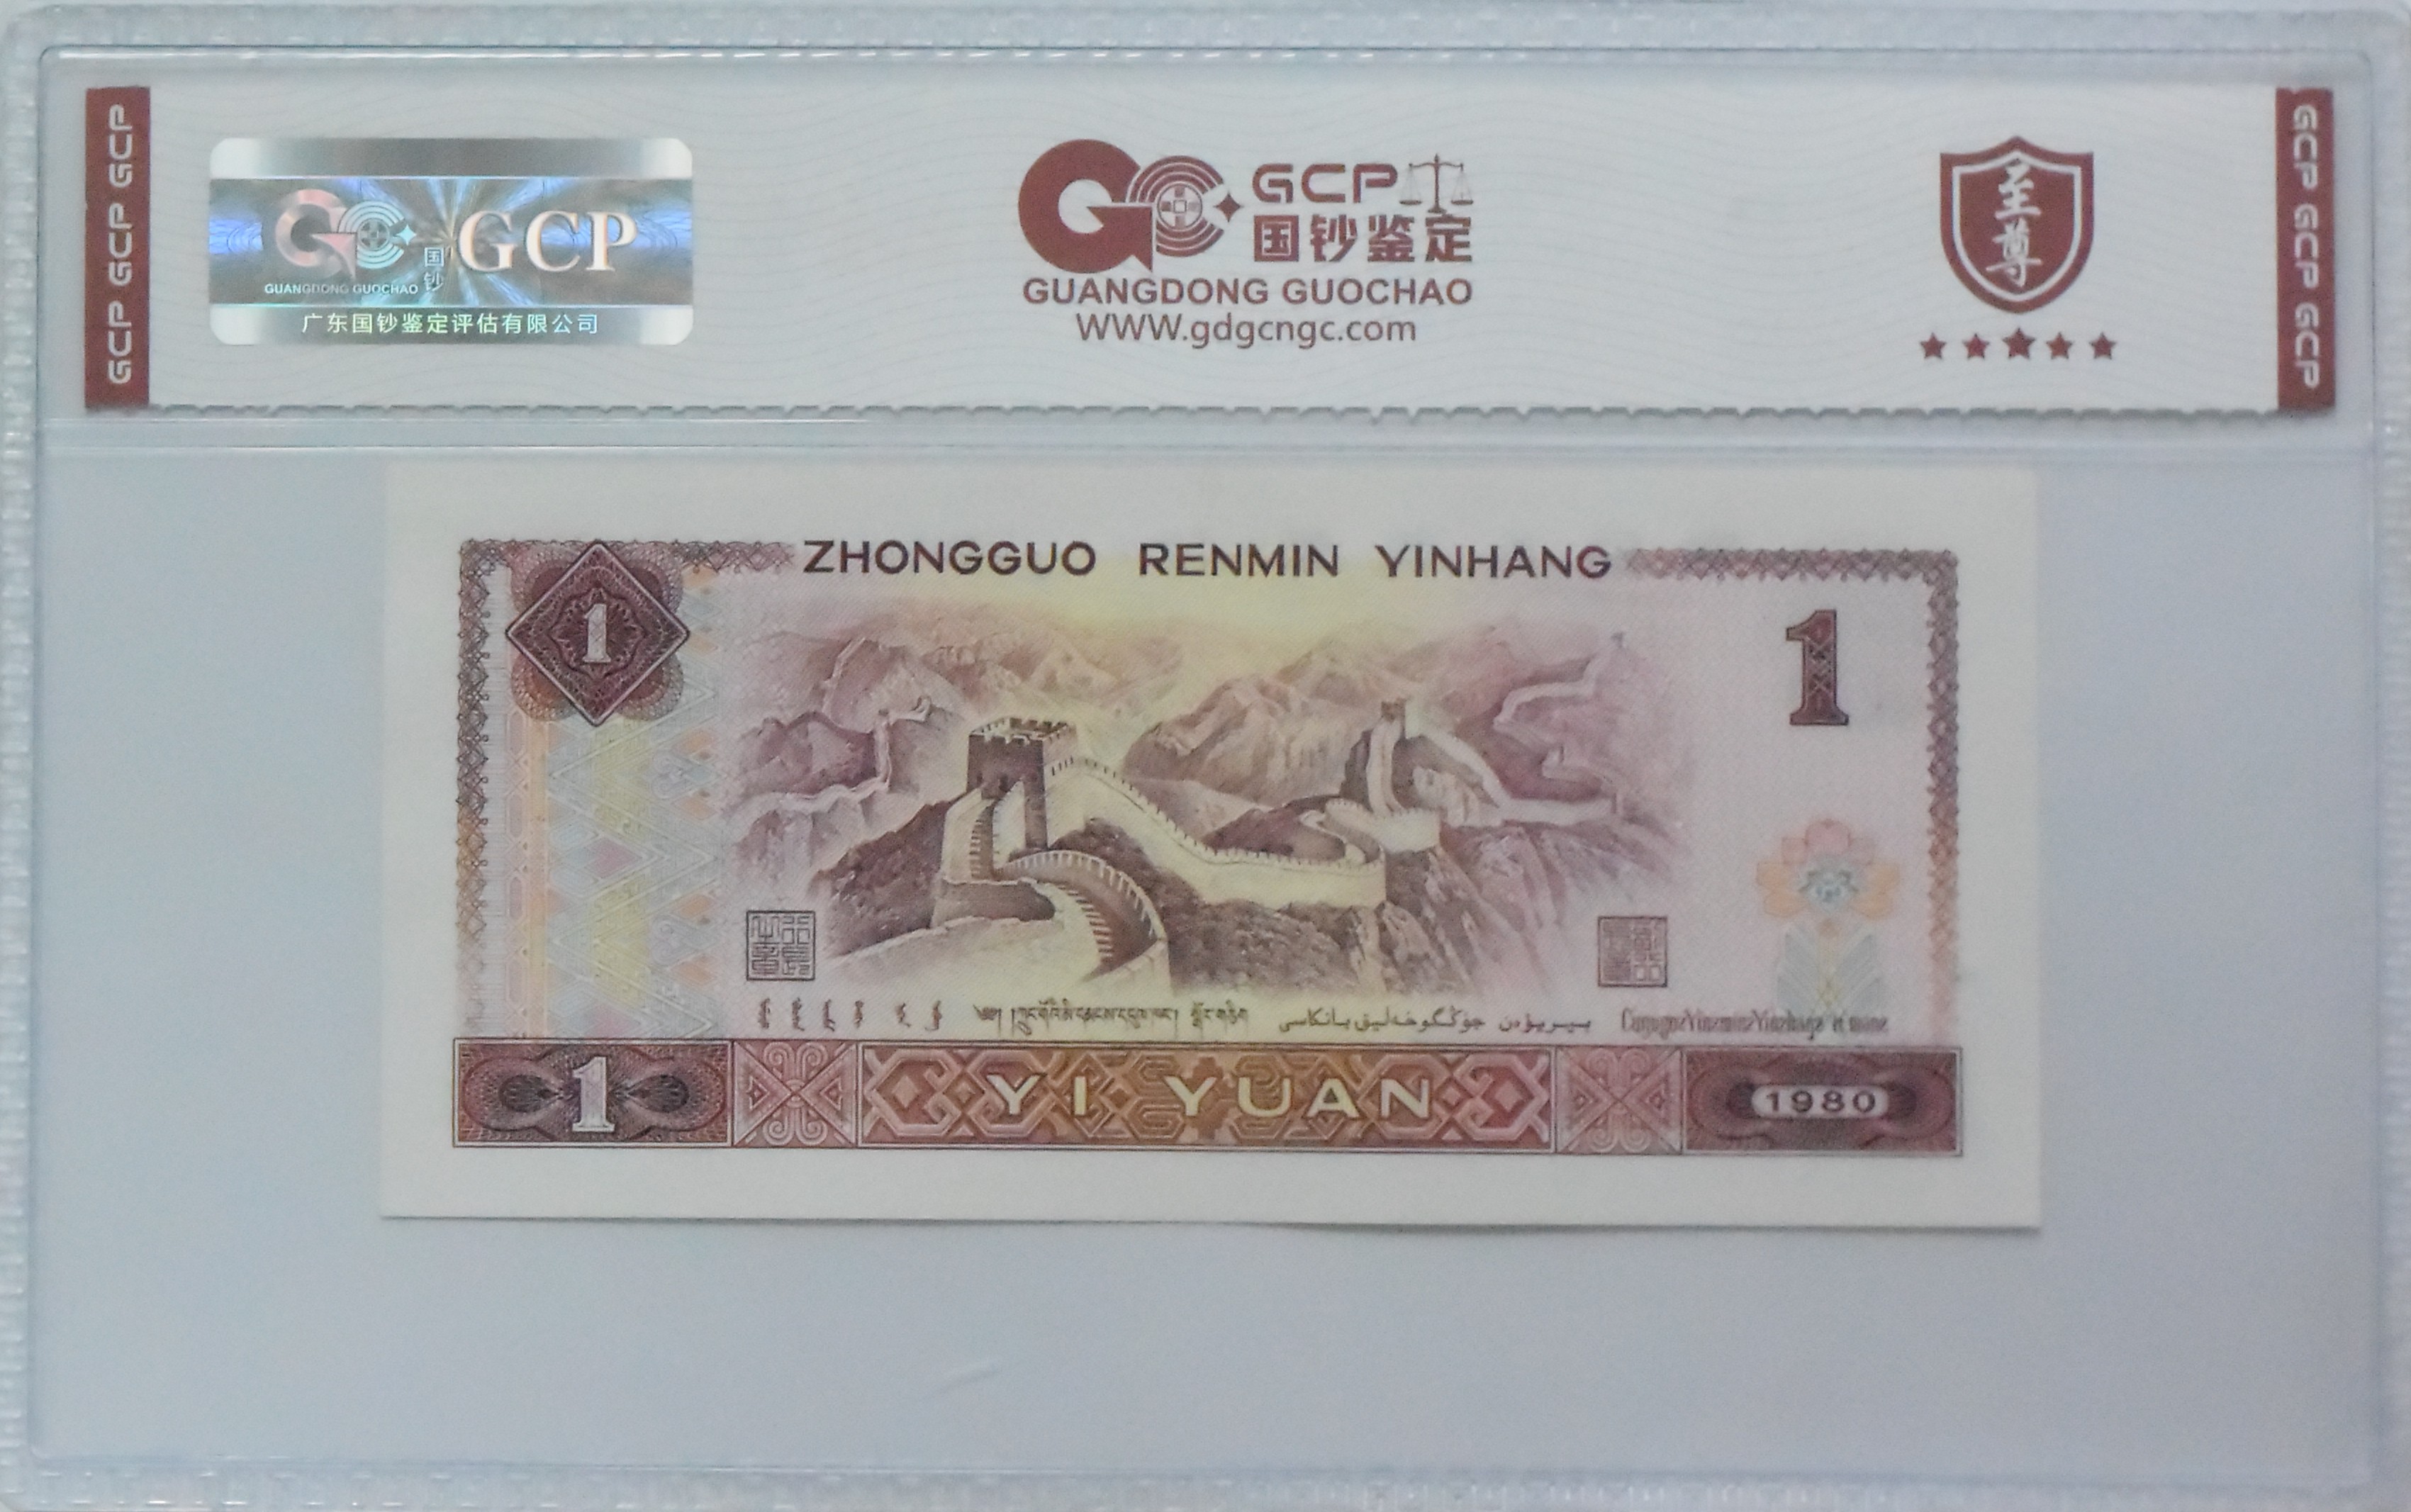 GCP GCP GCP
GCP
国钞
GUANGDONG GUOCHAO
广东国钞鉴定评估有限公司
GCP
国钞鉴定
GUANGDONG GUOCHAO
WWW.gdgcngc.com
至尊
GCP GCP GCP
ZHONGGUO RENMIN YINHANG
1
1
1
YI YUAN
1980